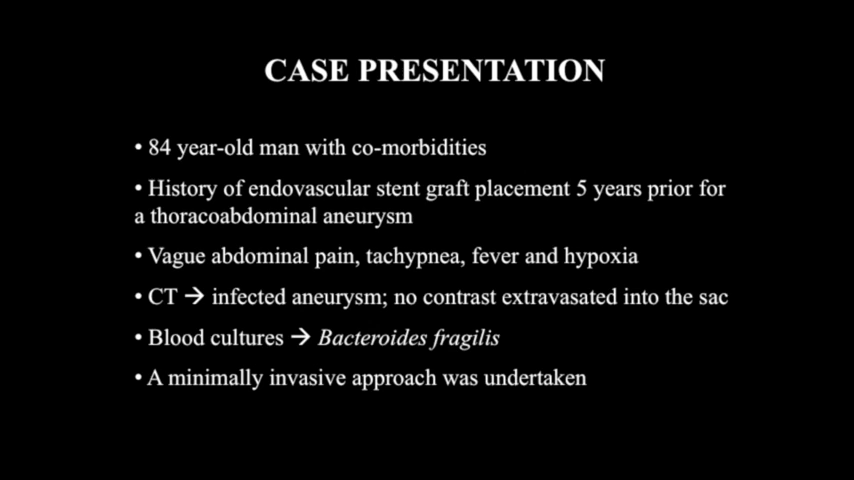 CASE PRESENTATION
• 84 year-old man with co-morbidities
• History of endovascular stent graft placement 5 years prior for
a thoracoabdominal aneurysm
• Vague abdominal pain, tachypnea, fever and hypoxia
• CT → infected aneurysm; no contrast extravasated into the sac
• Blood cultures → Bacteroides fragilis
• A minimally invasive approach was undertaken